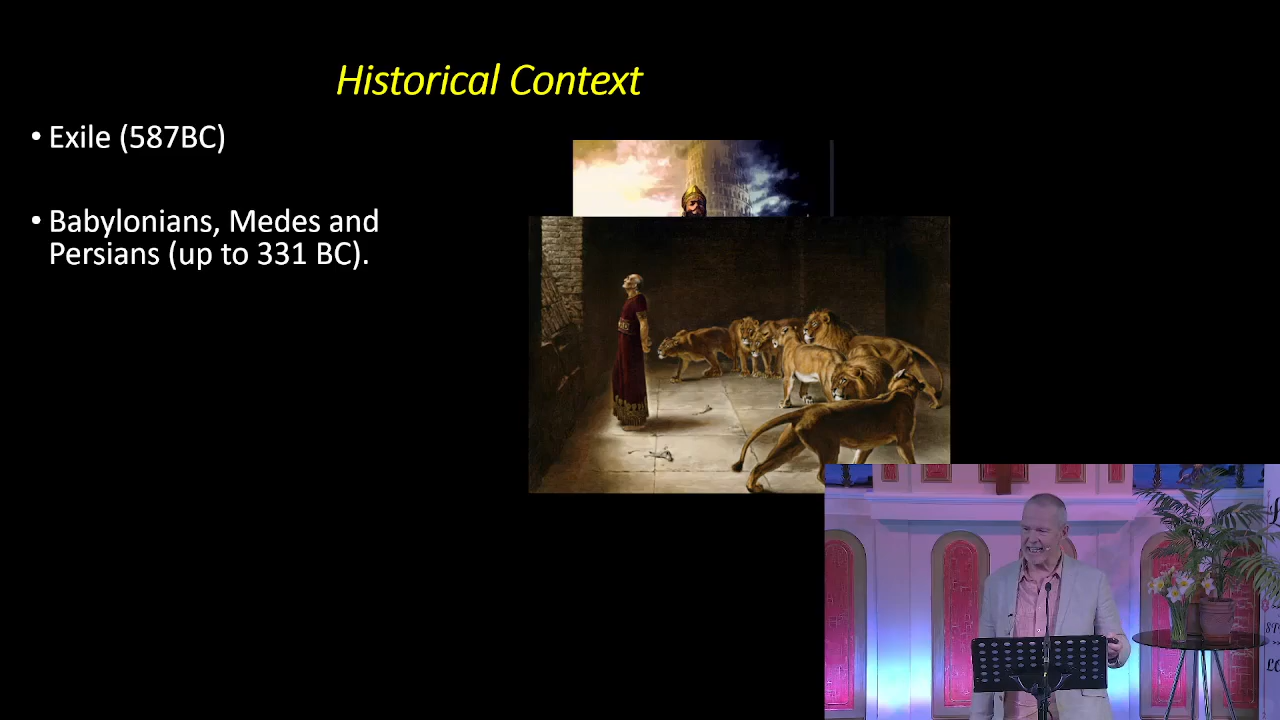 Historical Context
• Exile (587BC)
• Babylonians, Medes and
Persians (up to 331 BC).